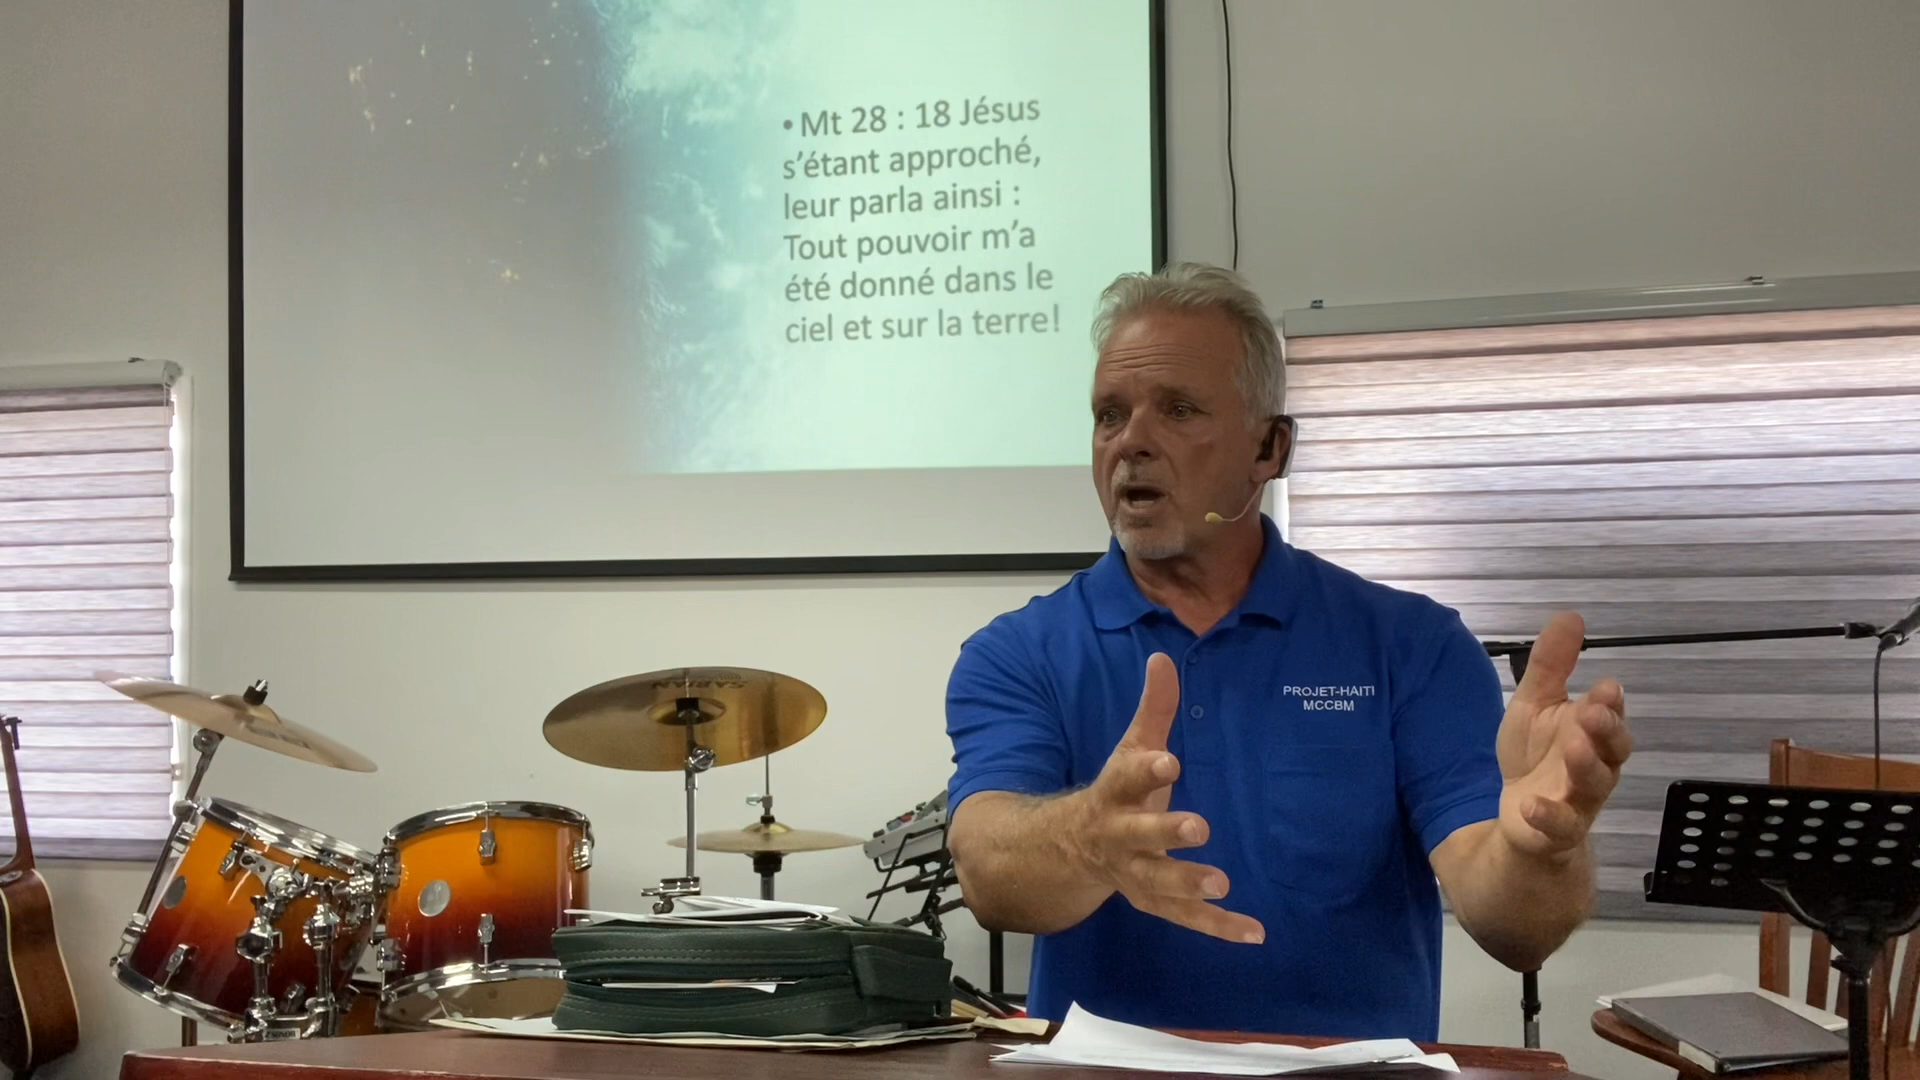 • Mt 28 : 18 Jésus
s’étant approché,
leur parla ainsi :
Tout pouvoir m’a
été donné dans le
ciel et sur la terre!
PROJET-HAITI
MCCBM
SABIAN